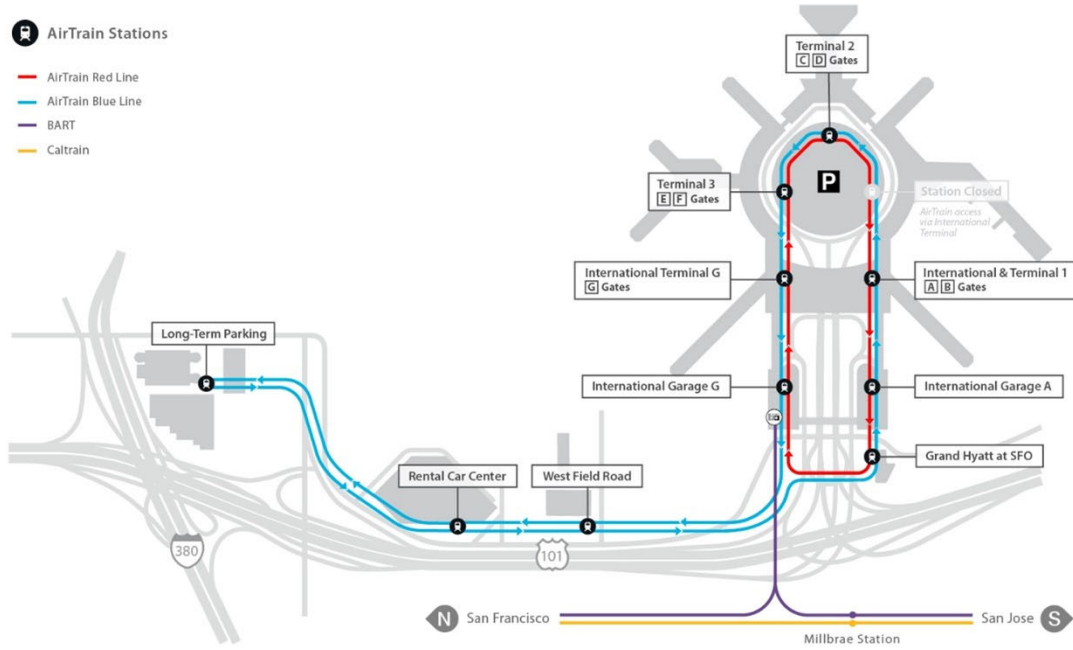 AirTrain Stations
AirTrain Red Line
AirTrain Blue Line
BART
Caltrain
Terminal 2
C D Gates
P
Terminal 3
E F Gates
Station Closed
AirTrain access
via International
Terminal
International Terminal G
G Gates
International & Terminal 1
A B Gates
Long-Term Parking
International Garage G
International Garage A
Grand Hyatt at SFO
Rental Car Center
West Field Road
380
101
N San Francisco
San Jose S
Millbrae Station